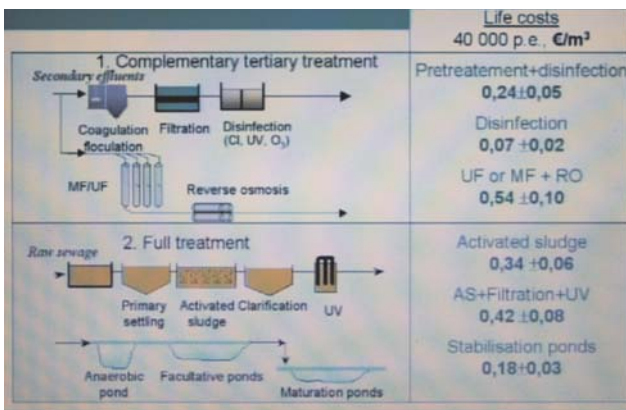 Life costs
40 000 p.e., €/m³
1. Complementary tertiary treatment
Secondary effluents
Coagulation
floculation
Filtration
Disinfection
(Cl, UV, O₃)
MF/UF
Reverse osmosis
Pretreatement+disinfection
0,24±0,05
Disinfection
0,07 ±0,02
UF or MF + RO
0,54 ±0,10
2. Full treatment
Raw sewage
Primary
settling
Activated
sludge
Clarification
UV
Anaerobic
pond
Facultative ponds
Maturation ponds
Activated sludge
0,34 ±0,06
AS+Filtration+UV
0,42 ±0,08
Stabilisation ponds
0,18±0,03